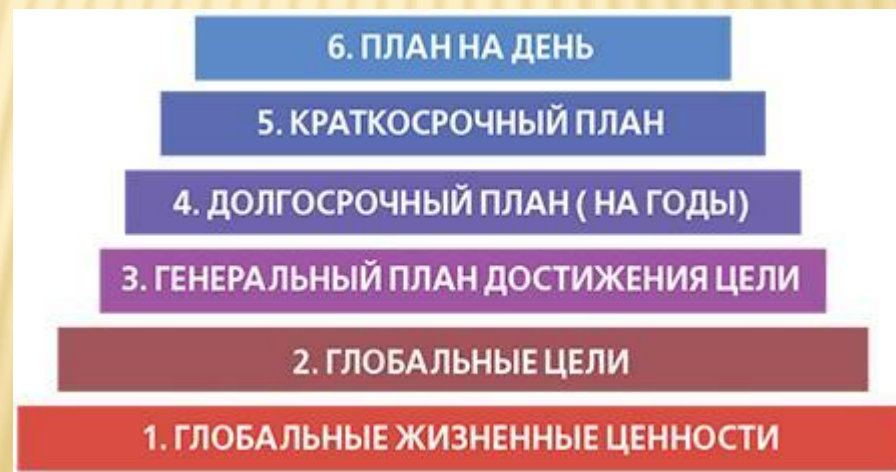 6. ПЛАН НА ДЕНЬ
5. КРАТКОСРОЧНЫЙ ПЛАН
4. ДОЛГОСРОЧНЫЙ ПЛАН ( НА ГОДЫ)
3. ГЕНЕРАЛЬНЫЙ ПЛАН ДОСТИЖЕНИЯ ЦЕЛИ
2. ГЛОБАЛЬНЫЕ ЦЕЛИ
1. ГЛОБАЛЬНЫЕ ЖИЗНЕННЫЕ ЦЕННОСТИ